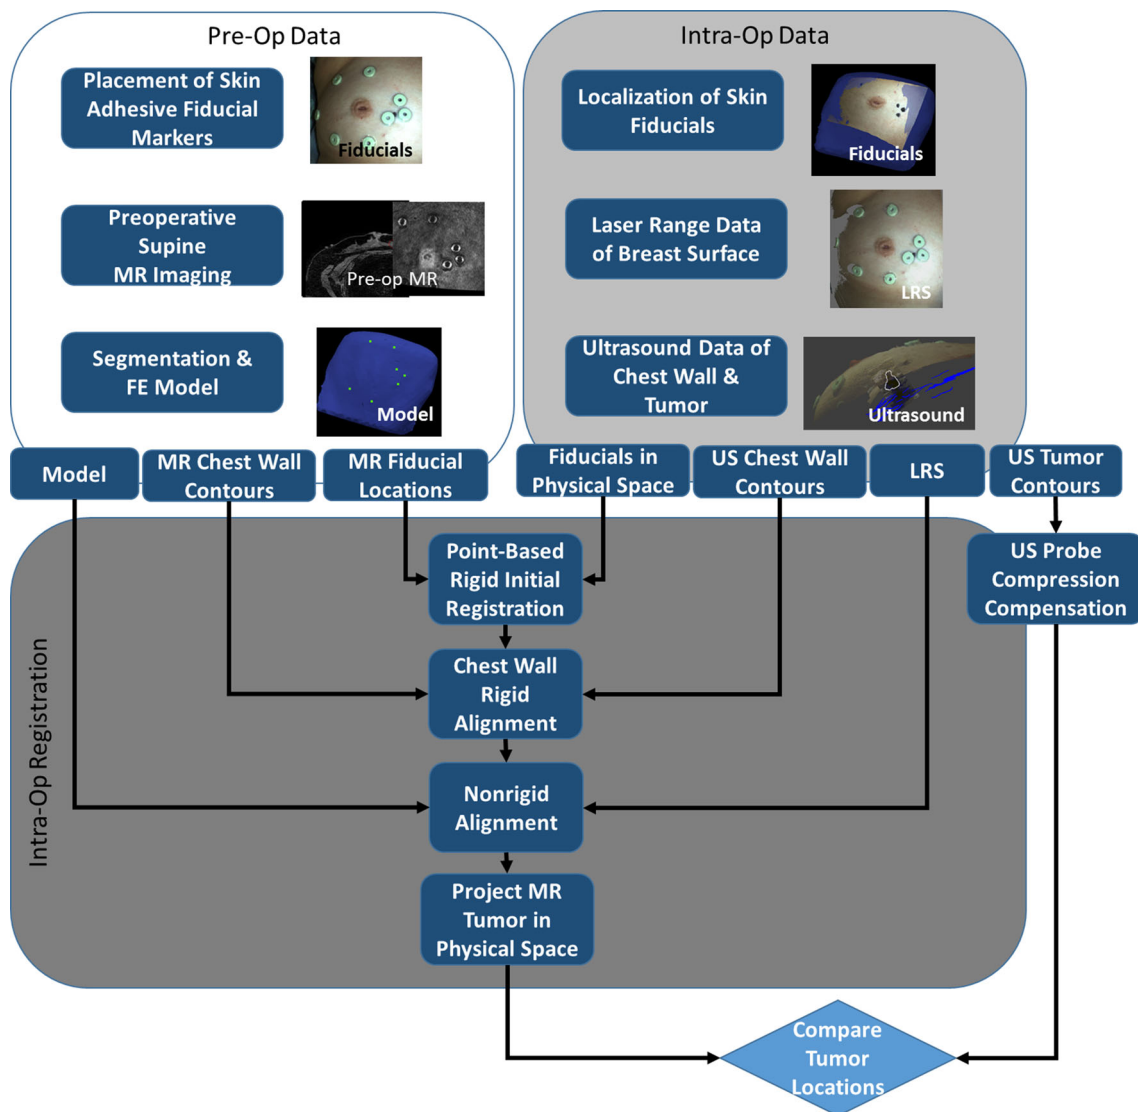 Pre-Op Data
Placement of Skin
Adhesive Fiducial
Markers
Fiducials
Preoperative
Supine
MR Imaging
Pre-op MR
Segmentation &
FE Model
Model
Intra-Op Data
Localization of Skin
Fiducials
Fiducials
Laser Range Data
of Breast Surface
LRS
Ultrasound Data of
Chest Wall &
Tumor
Ultrasound
Model
MR Chest Wall
Contours
MR Fiducial
Locations
Fiducials in
Physical Space
US Chest Wall
Contours
LRS
US Tumor
Contours
Intra-Op Registration
Point-Based
Rigid Initial
Registration
US Probe
Compression
Compensation
Chest Wall
Rigid
Alignment
Nonrigid
Alignment
Project MR
Tumor in
Physical Space
Compare
Tumor
Locations